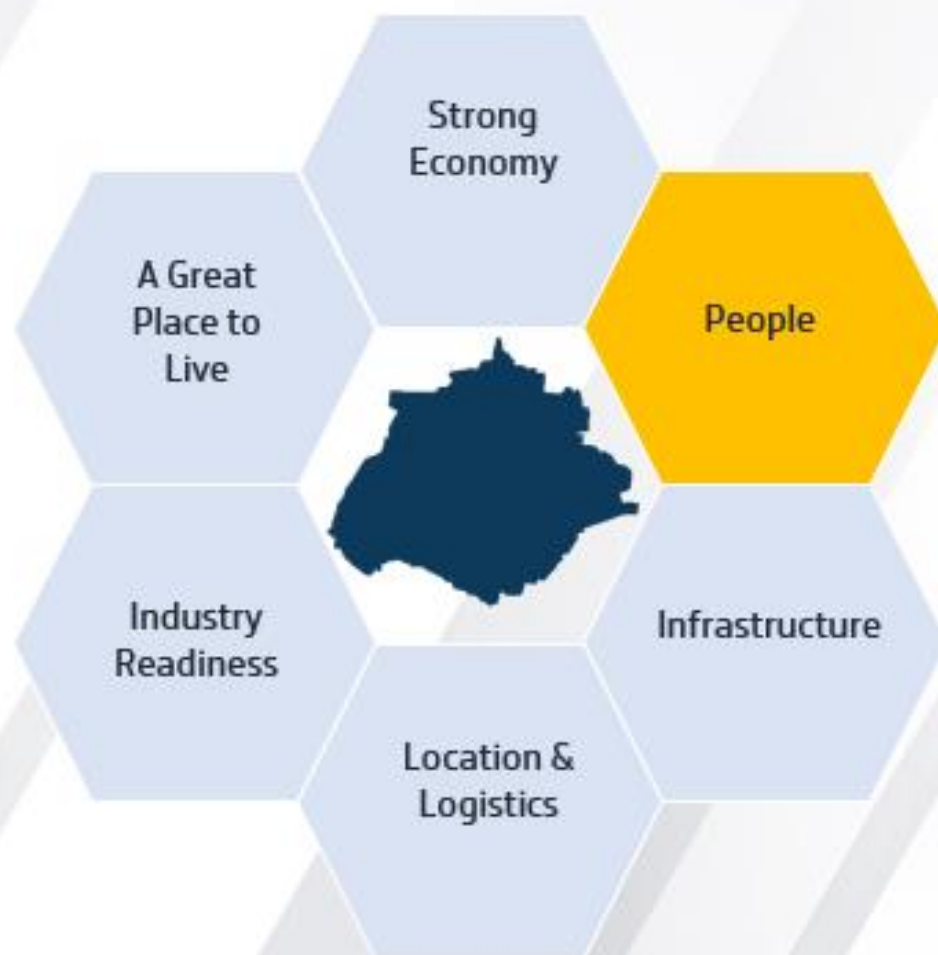 Strong
Economy
People
Infrastructure
Location &
Logistics
Industry
Readiness
A Great
Place to
Live